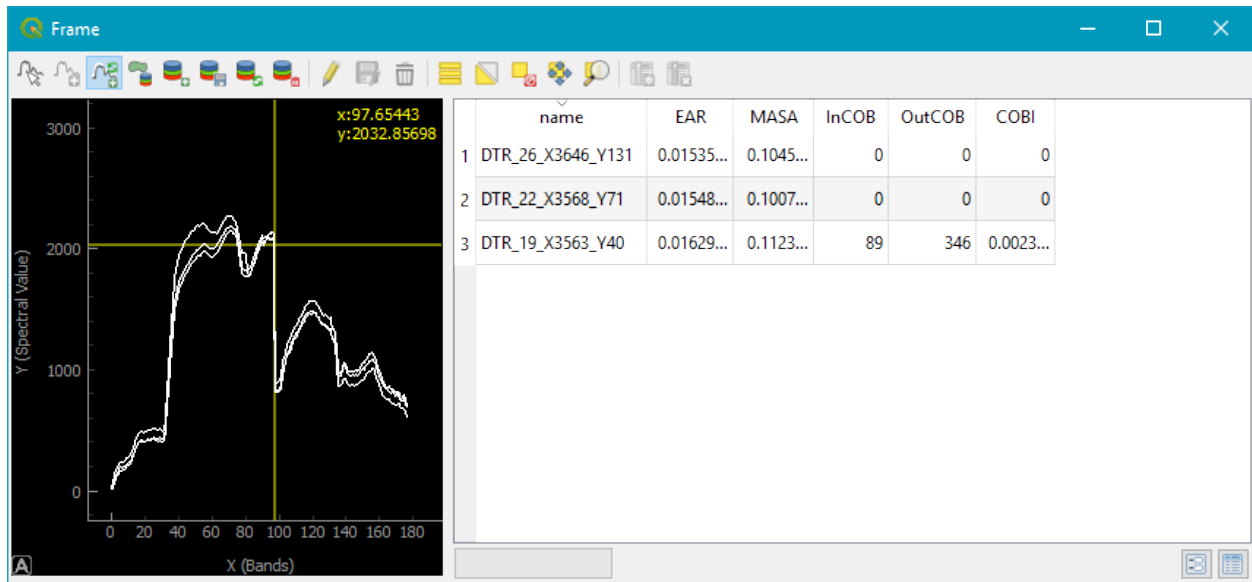 Frame
x:97.65443
y:2032.85698
3000
2000
1000
0
Y (Spectral Value)
0 20 40 60 80 100 120 140 160 180
X (Bands)
A
name EAR MASA InCOB OutCOB COBI
1 DTR_26_X3646_Y131 0.01535... 0.1045... 0 0 0
2 DTR_22_X3568_Y71 0.01548... 0.1007... 0 0 0
3 DTR_19_X3563_Y40 0.01629... 0.1123... 89 346 0.0023...